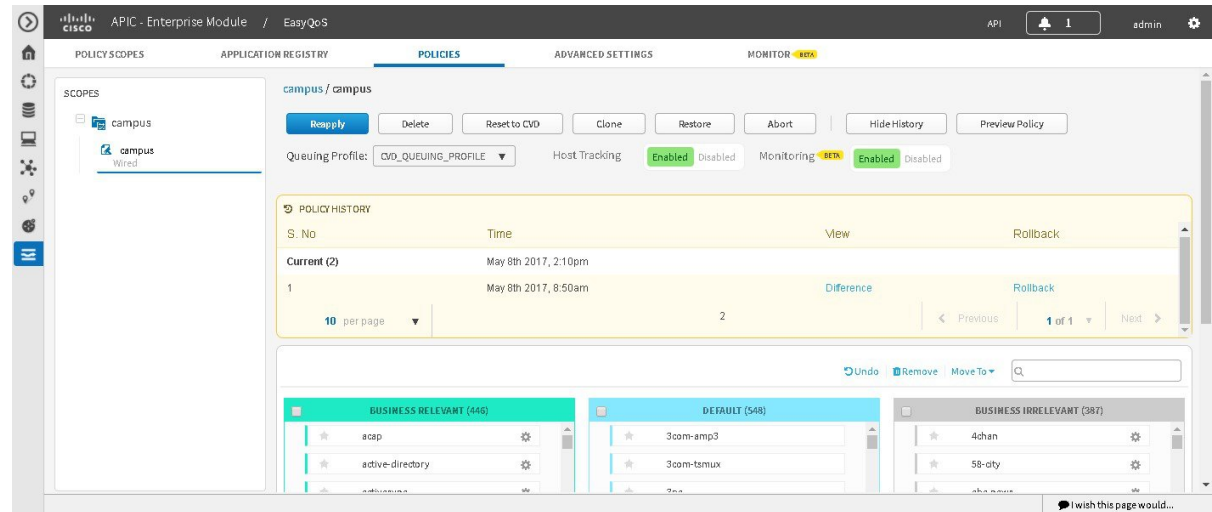 cisco APIC - Enterprise Module / EasyQoS API 1 admin
POLICY SCOPES APPLICATION REGISTRY POLICIES ADVANCED SETTINGS MONITOR BETA
SCOPES
campus
campus
Wired
campus / campus
Reapply Delete Reset to CVD Clone Restore Abort Hide History Preview Policy
Queuing Profile: CVD_QUEUING_PROFILE Host Tracking Enabled Disabled Monitoring BETA Enabled Disabled
POLICY HISTORY
S. No Time View Rollback
Current (2) May 8th 2017, 2:10pm
1 May 8th 2017, 8:50am Difference Rollback
10 per page 2 Previous 1 of 1 Next
Undo Remove Move To
BUSINESS RELEVANT (446) DEFAULT (548) BUSINESS IRRELEVANT (387)
acap 3com-amp3 4chan
active-directory 3com-tsmux 58-city
I wish this page would...